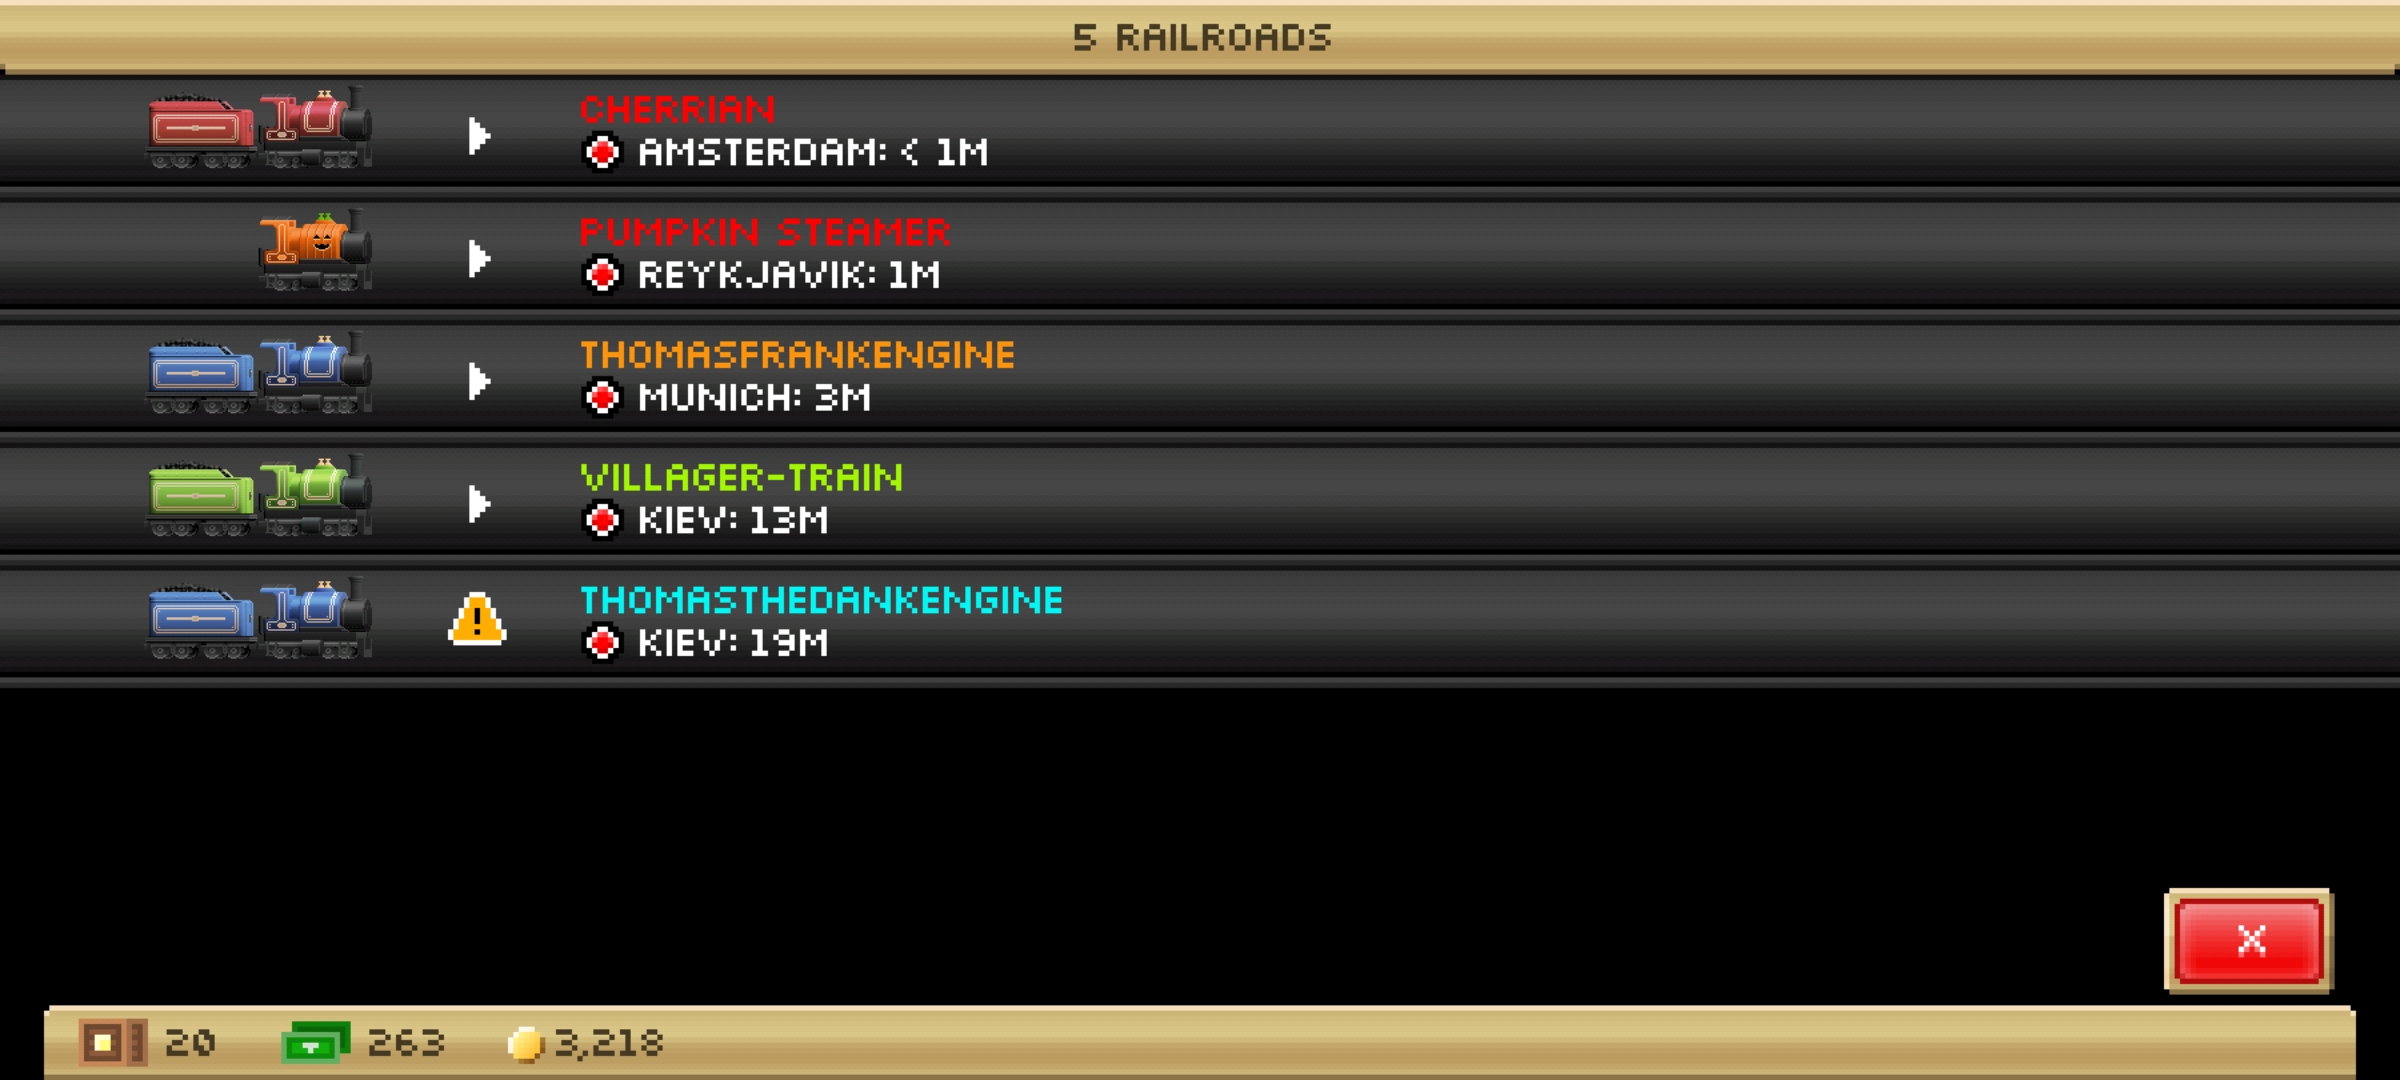 5 RAILROADS
CHERRIAN
AMSTERDAM: < 1M
PUMPKIN STEAMER
REYKJAVIK: 1M
THOMASFRANKENGINE
MUNICH: 3M
VILLAGER-TRAIN
KIEV: 13M
THOMASTHEDANKENGINE
KIEV: 19M
X
20 263 3,218